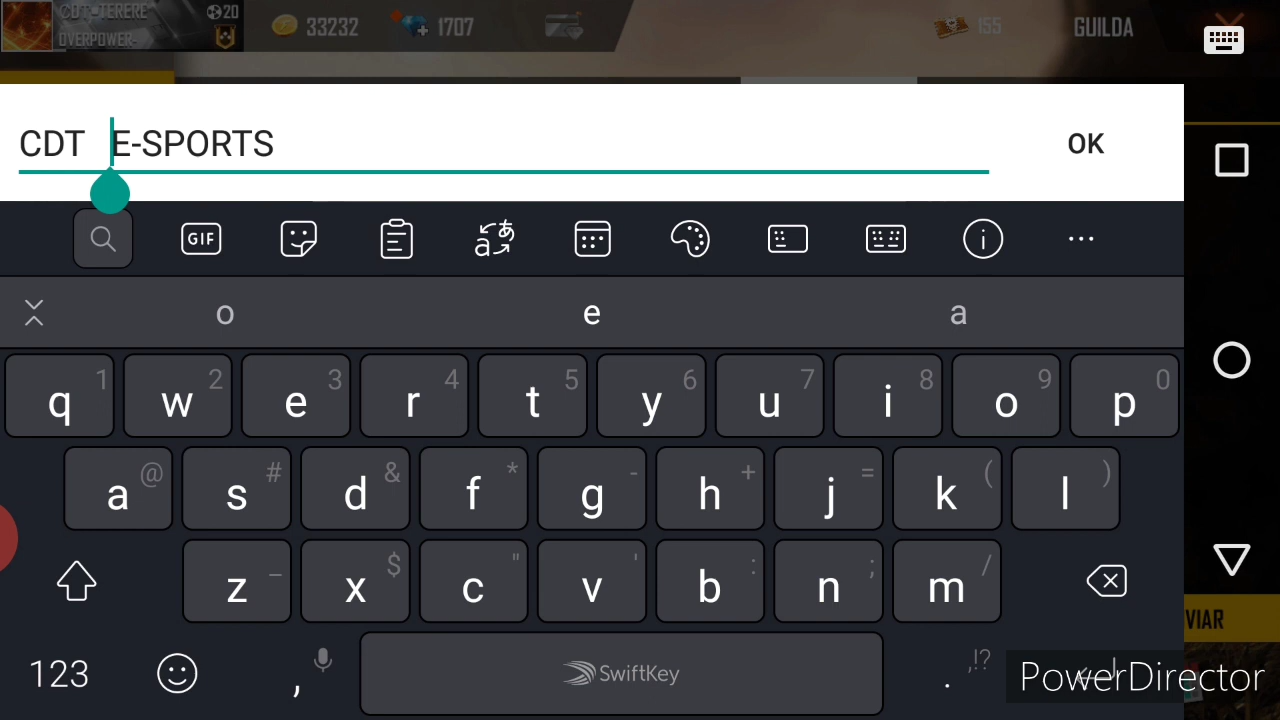 CDT_TERERE 20 33232 1707 155 GUILDA
OVERPOWER-
CDT   E-SPORTS OK
GIF
o e a
q 1 w 2 e 3 r 4 t 5 y 6 u 7 i 8 o 9 p 0
a @ s # d & f * g - h + j = k ( l )
z _ x $ c " v ' b : n ; m /
VIAR
123 , SwiftKey . ,!?
PowerDirector